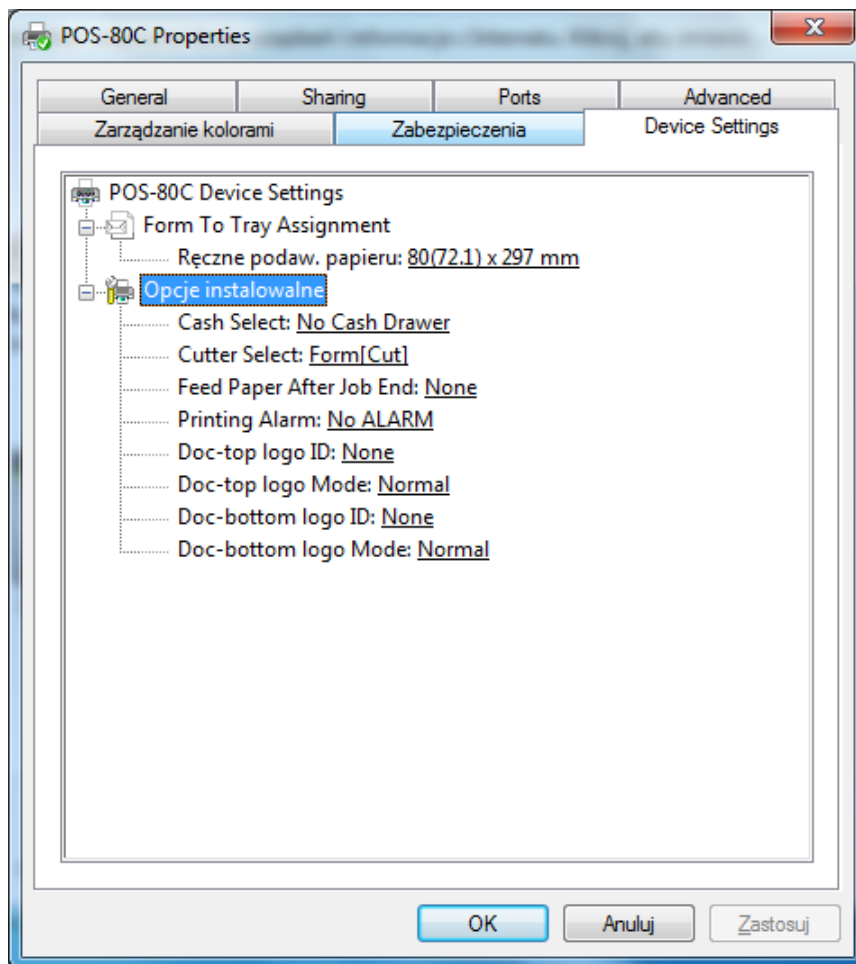 POS-80C Properties
General Sharing Ports Advanced
Zarządzanie kolorami Zabezpieczenia Device Settings
POS-80C Device Settings
Form To Tray Assignment
Ręczne podaw. papieru: 80(72.1) x 297 mm
Opcje instalowalne
Cash Select: No Cash Drawer
Cutter Select: Form[Cut]
Feed Paper After Job End: None
Printing Alarm: No ALARM
Doc-top logo ID: None
Doc-top logo Mode: Normal
Doc-bottom logo ID: None
Doc-bottom logo Mode: Normal
OK Anuluj Zastosuj